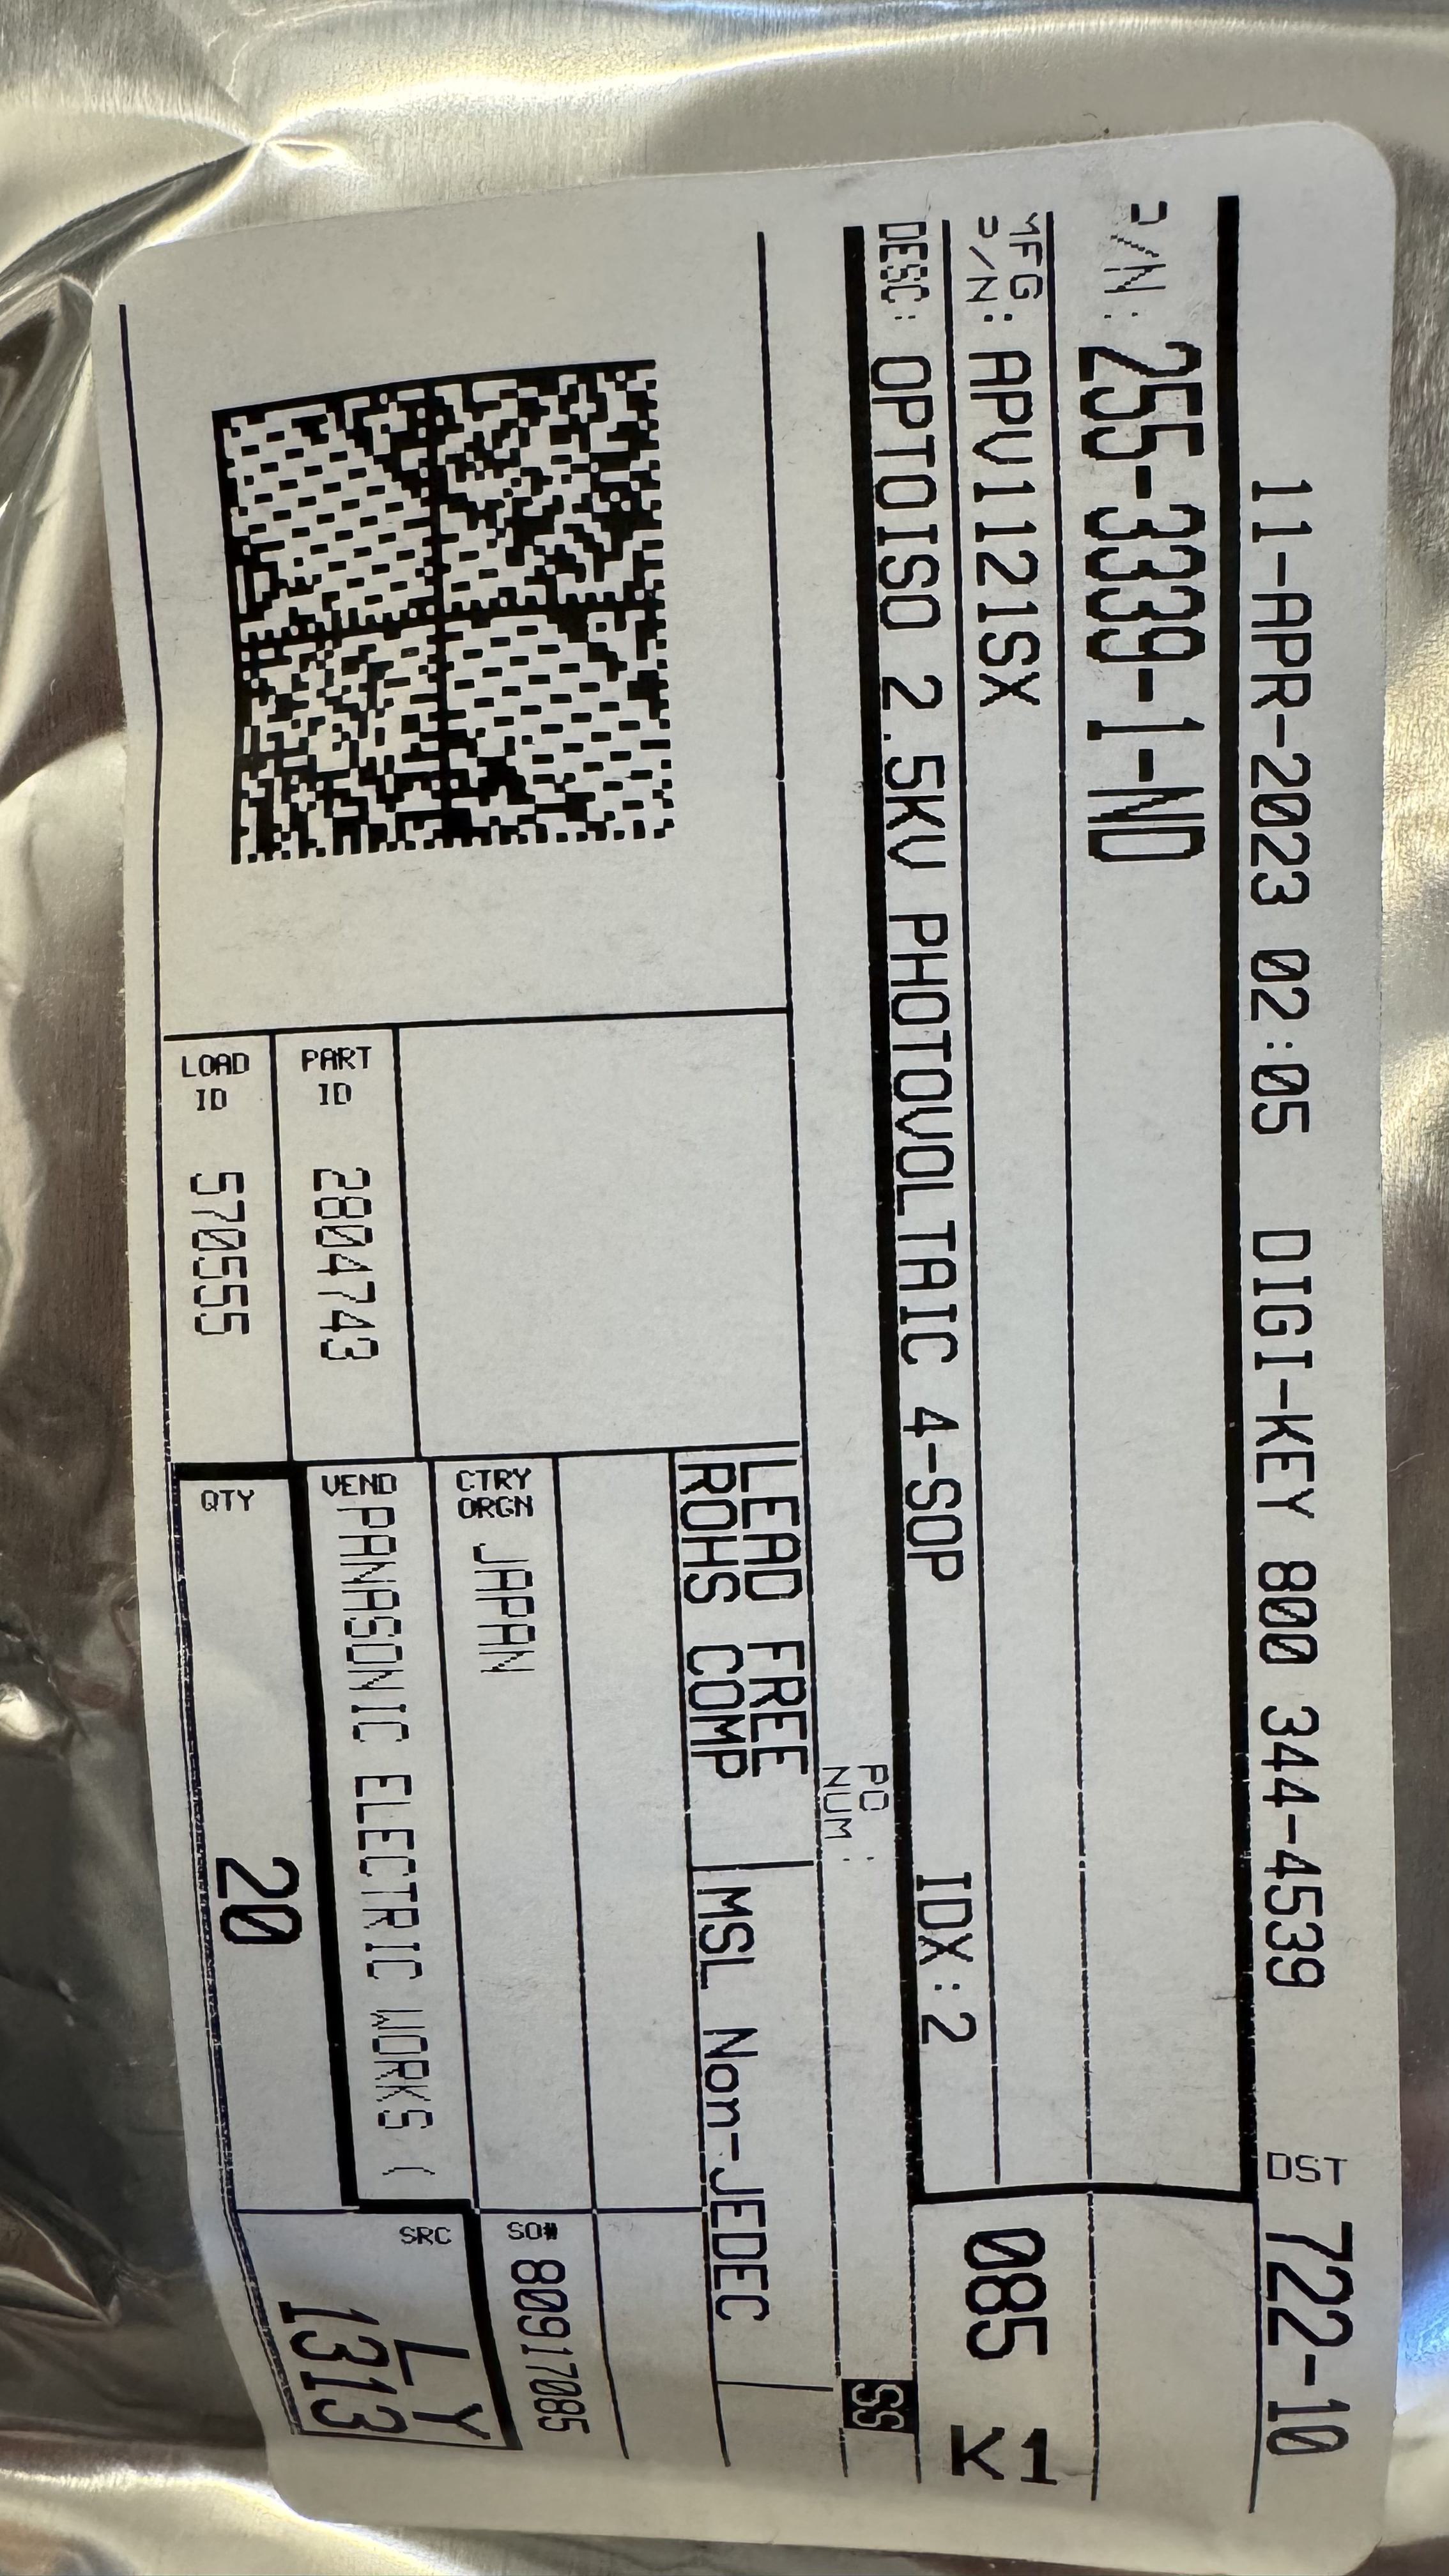 11-APR-2023 02:05 DIGI-KEY 800 344-4539 DST 722-10
P/N: 25-339-1-ND
MFG
P/N: APV1121SX
085 K1
DESC: OPTOISO 2.5KV PHOTOVOLTAIC 4-SOP IDX:2
PO
NUM:
SS
LEAD FREE
ROHS COMP
MSL Non-JEDEC
CTRY
ORGN JAPAN
SO# 80917085
PART
ID 2804743
VEND PANASONIC ELECTRIC WORKS (
LOAD
ID 570555
QTY 20
SRC LY
1313